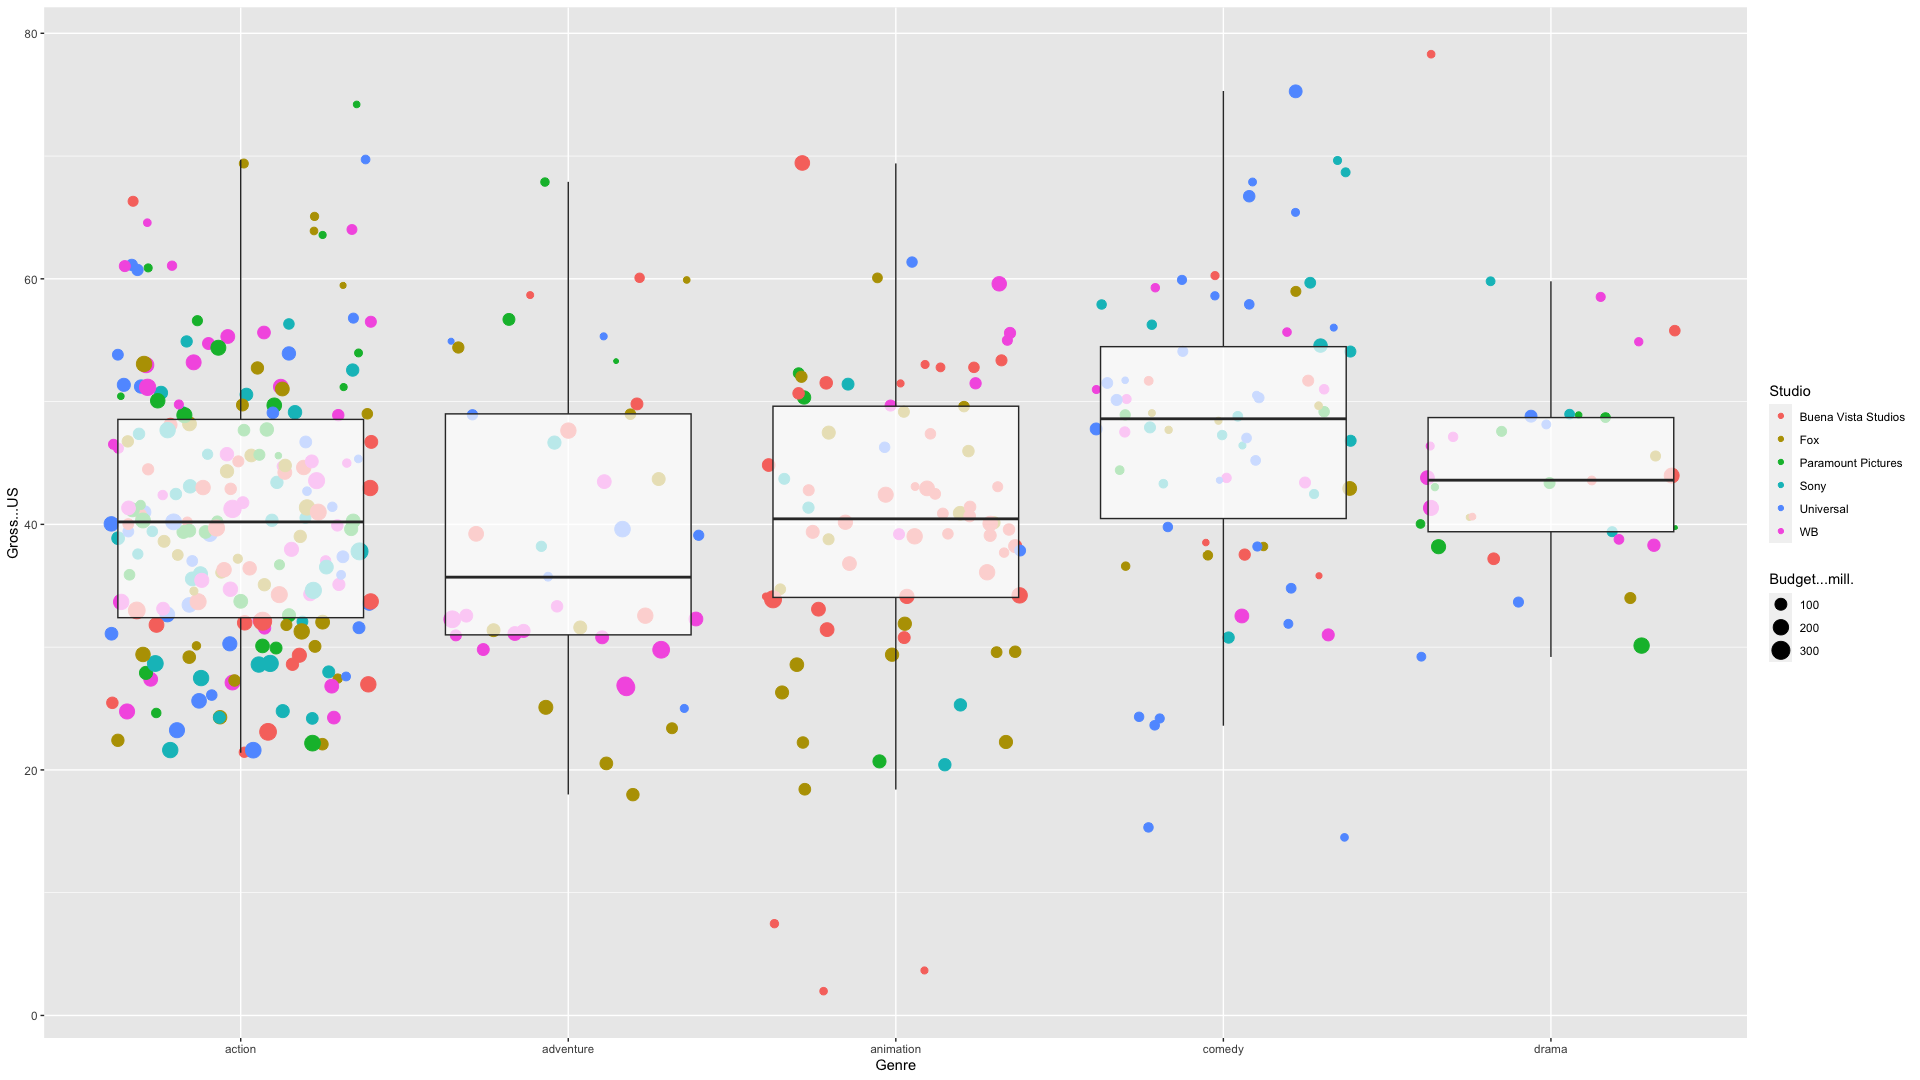 80
60
40
20
0
Gross...US
action
adventure
animation
comedy
drama
Genre
Studio
Buena Vista Studios
Fox
Paramount Pictures
Sony
Universal
WB
Budget...mill.
100
200
300